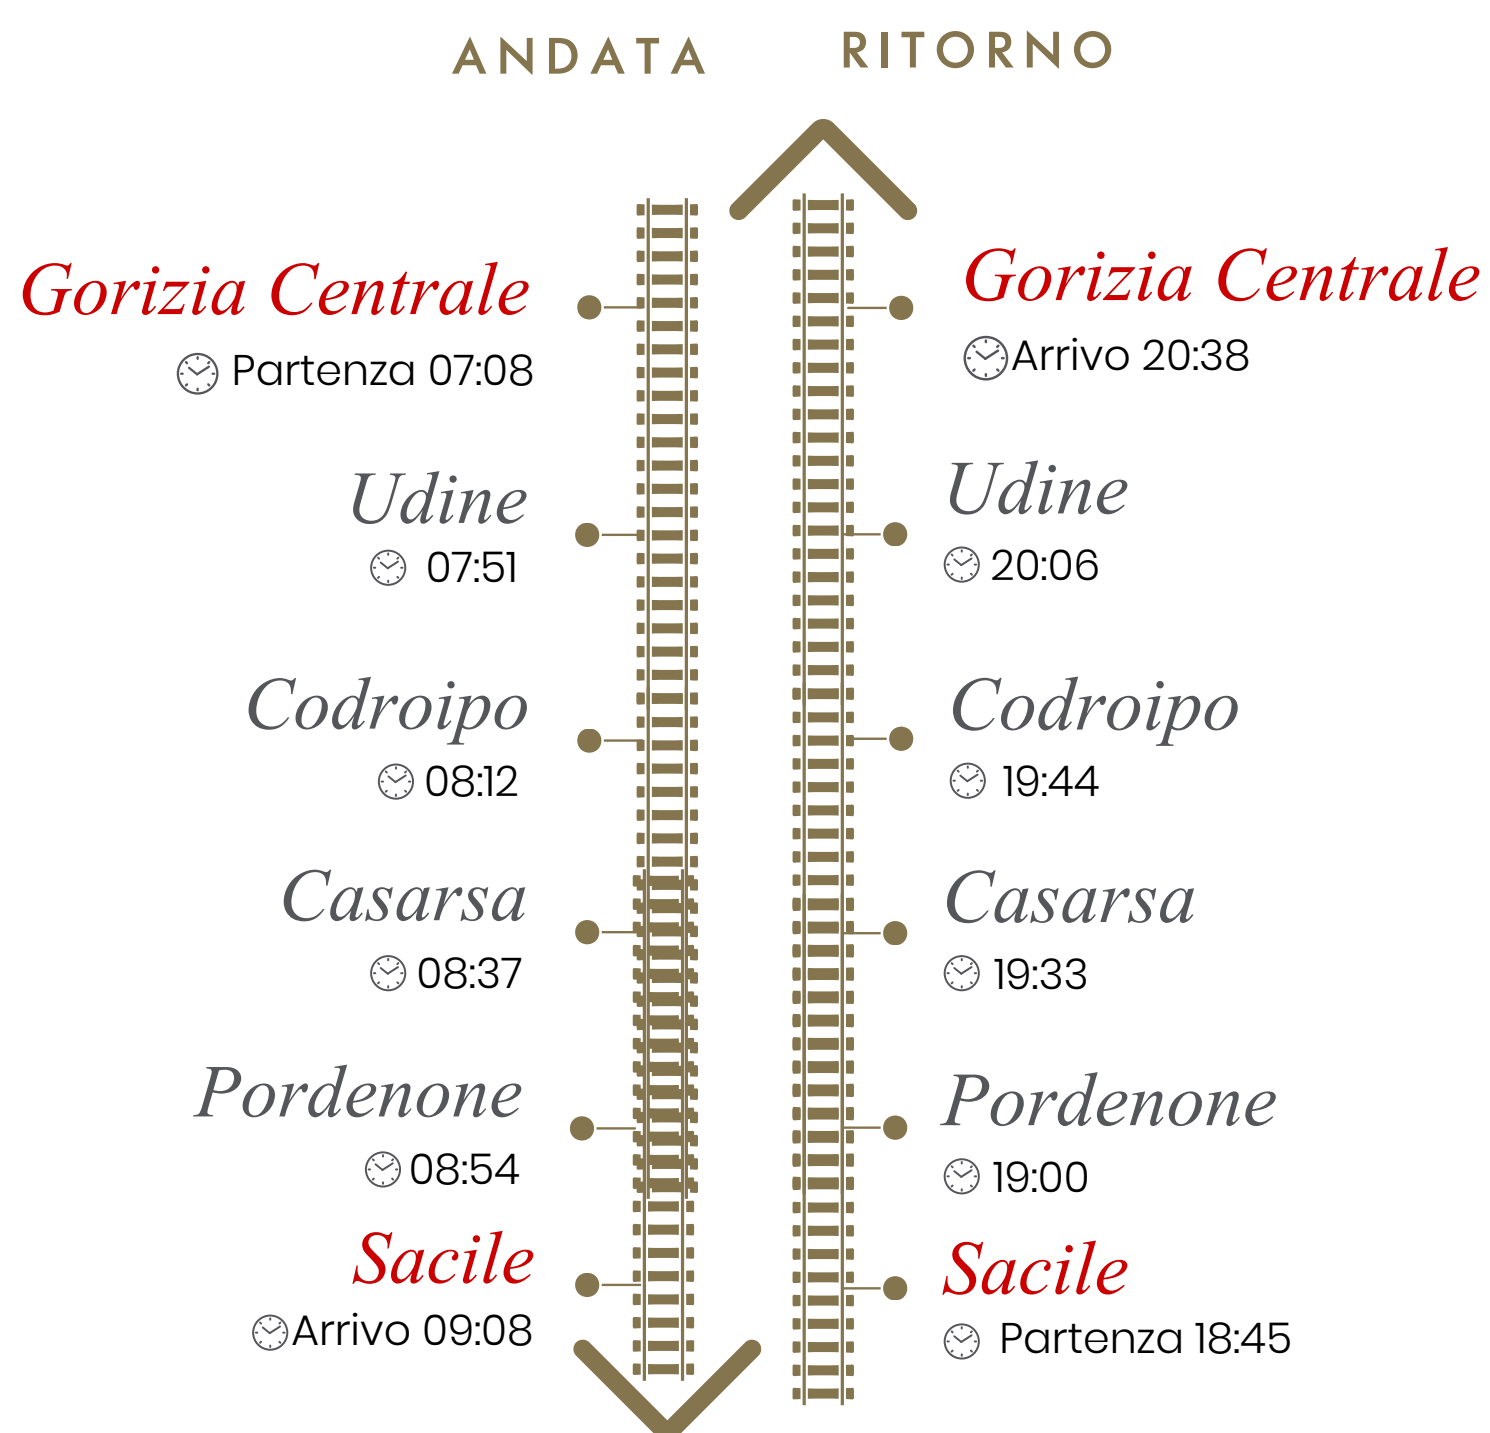 ANDATA
Gorizia Centrale
Partenza 07:08
Udine
07:51
Codroipo
08:12
Casarsa
08:37
Pordenone
08:54
Sacile
Arrivo 09:08
RITORNO
Gorizia Centrale
Arrivo 20:38
Udine
20:06
Codroipo
19:44
Casarsa
19:33
Pordenone
19:00
Sacile
Partenza 18:45